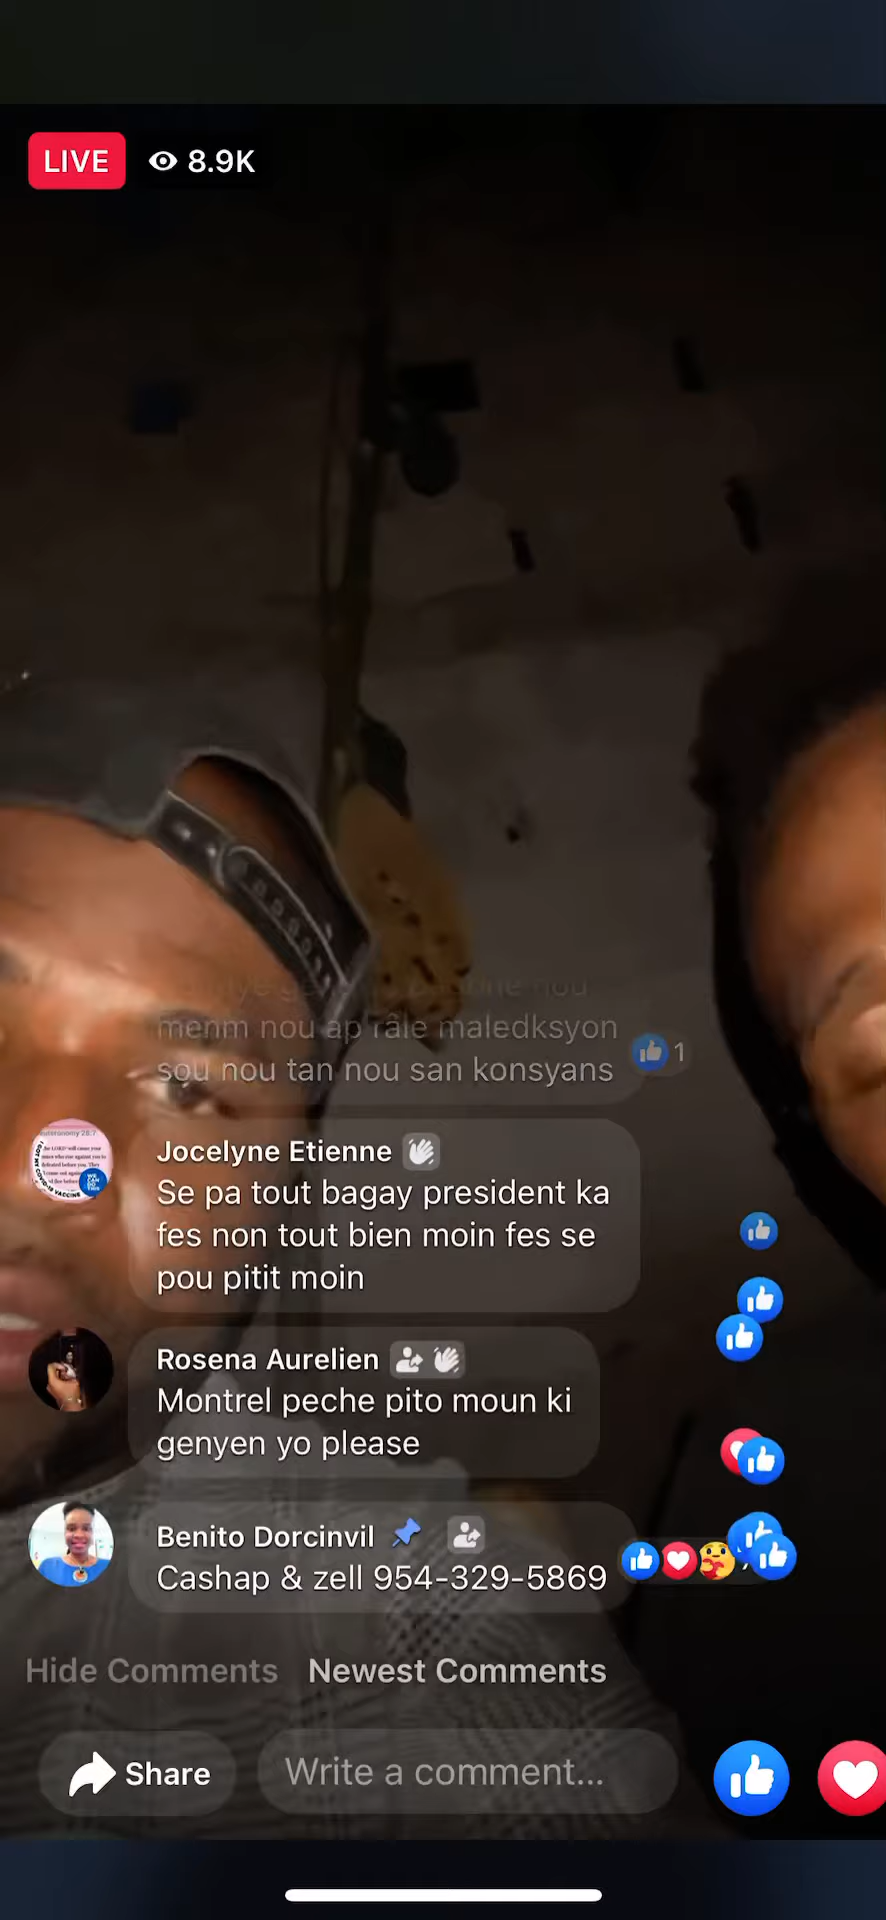 LIVE 8.9K
nou
menm nou ap râle maledksyon
sou nou tan nou san konsyans
1
Jocelyne Etienne
Se pa tout bagay president ka
fes non tout bien moin fes se
pou pitit moin
Rosena Aurelien
Montrel peche pito moun ki
genyen yo please
Benito Dorcinvil
Cashap & zell 954-329-5869
Hide Comments Newest Comments
Share Write a comment...